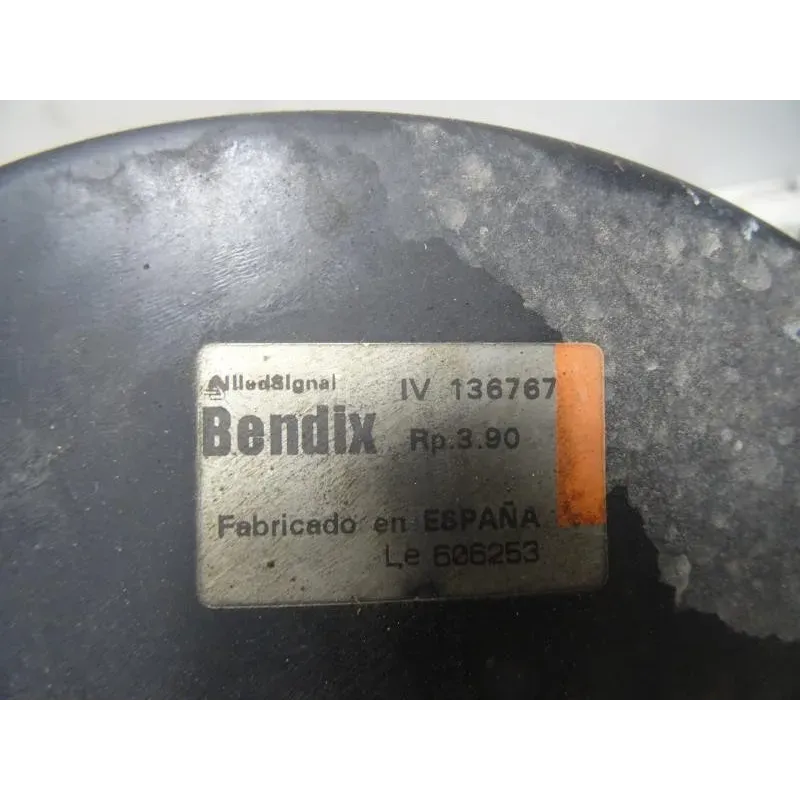 AlliedSignal IV 136767
Bendix Rp.3.90
Fabricado en ESPAÑA
Le 606253